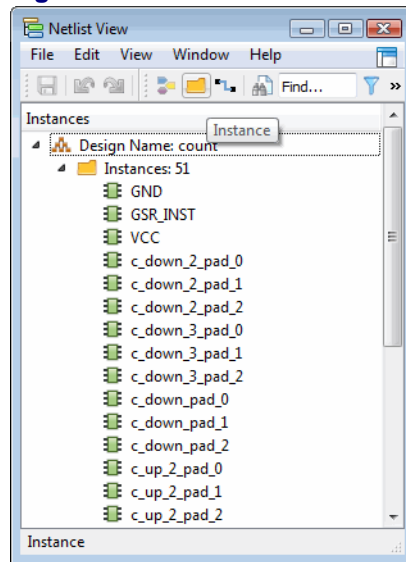 Netlist View
File Edit View Window Help
Find...
Instances
Instance
Design Name: count
Instances: 51
GND
GSR_INST
VCC
c_down_2_pad_0
c_down_2_pad_1
c_down_2_pad_2
c_down_3_pad_0
c_down_3_pad_1
c_down_3_pad_2
c_down_pad_0
c_down_pad_1
c_down_pad_2
c_up_2_pad_0
c_up_2_pad_1
c_up_2_pad_2
Instance